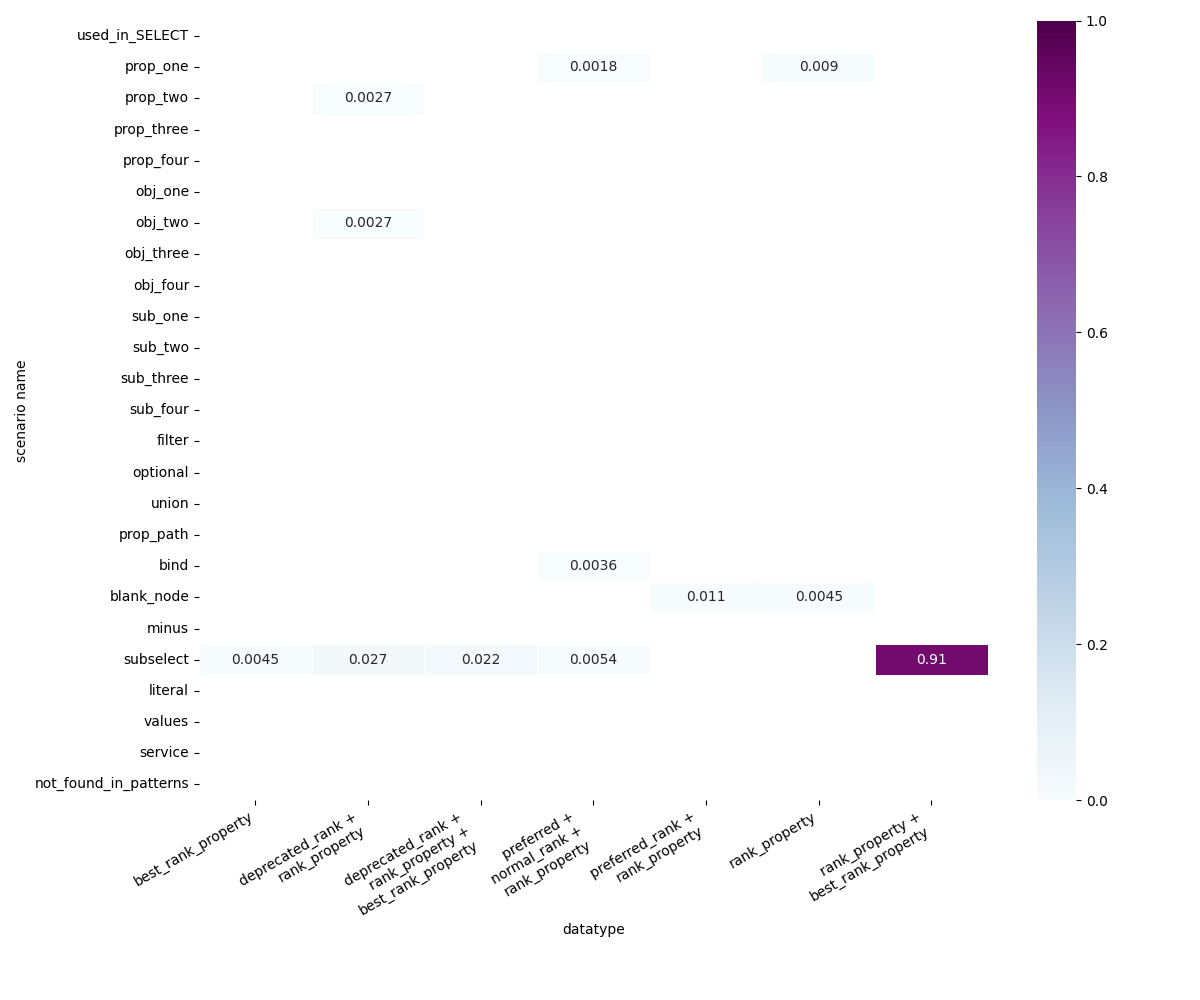 used_in_SELECT
prop_one 0.0018 0.009
prop_two 0.0027
prop_three
prop_four
obj_one
obj_two 0.0027
obj_three
obj_four
sub_one
sub_two
sub_three
sub_four
filter
optional
union
prop_path
bind 0.0036
blank_node 0.011 0.0045
minus
subselect 0.0045 0.027 0.022 0.0054 0.91
literal
values
service
not_found_in_patterns
scenario name
best_rank_property
deprecated_rank +
rank_property
deprecated_rank +
rank_property +
best_rank_property
preferred +
normal_rank +
rank_property
preferred_rank +
rank_property
rank_property
rank_property +
best_rank_property
datatype
1.0
0.8
0.6
0.4
0.2
0.0